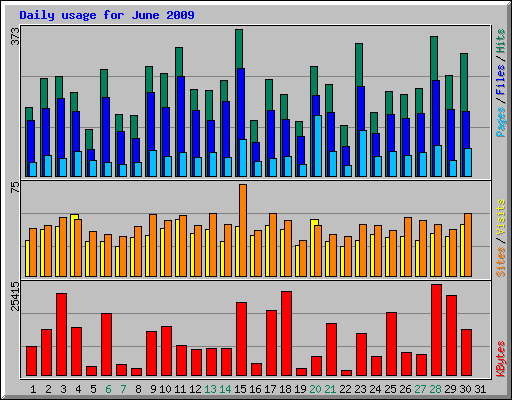 Daily usage for June 2009
373
Pages / Files / Hits
75
Sites / Visits
25415
KBytes
1 2 3 4 5 6 7 8 9 10 11 12 13 14 15 16 17 18 19 20 21 22 23 24 25 26 27 28 29 30 31